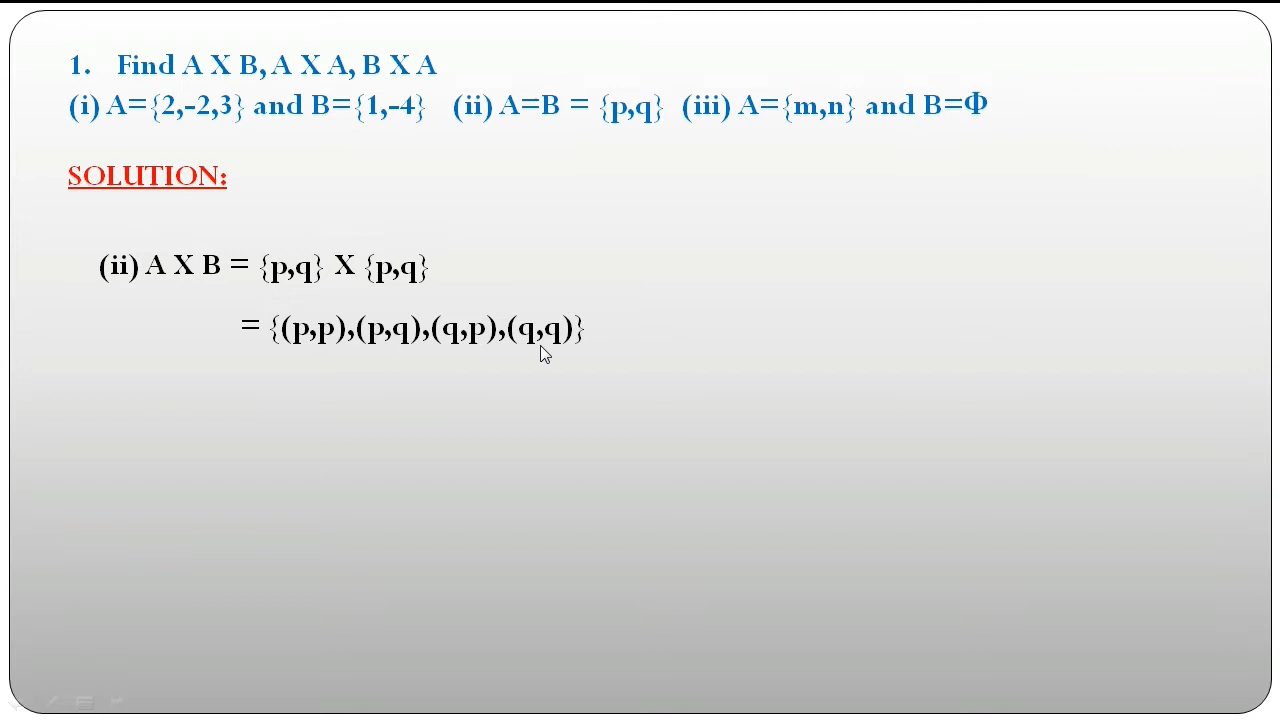 1. Find A X B, A X A, B X A
(i) A={2,-2,3} and B={1,-4} (ii) A=B = {p,q} (iii) A={m,n} and B=Φ
SOLUTION:
(ii) A X B = {p,q} X {p,q}
= {(p,p),(p,q),(q,p),(q,q)}